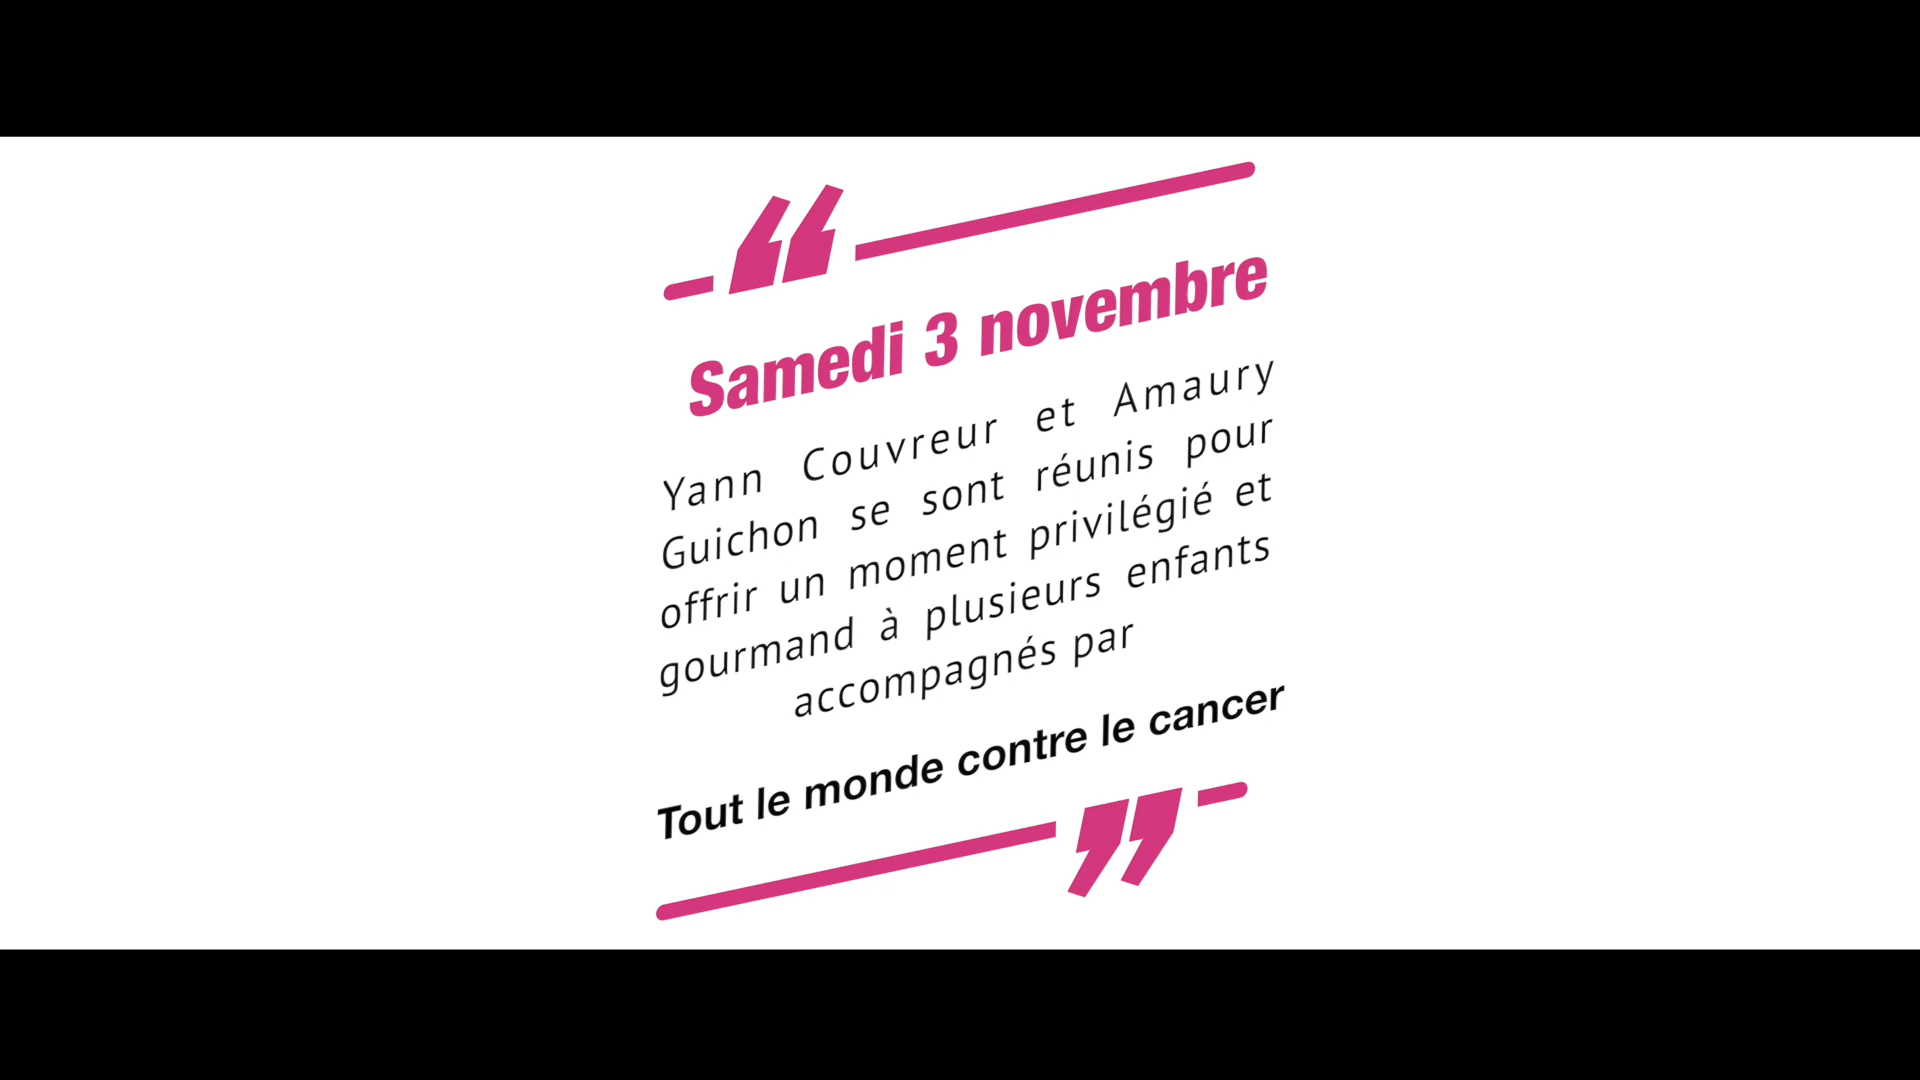 “
Samedi 3 novembre
Yann Couvreur et Amaury
Guichon se sont réunis pour
offrir un moment privilégié et
gourmand à plusieurs enfants
accompagnés par
Tout le monde contre le cancer
”